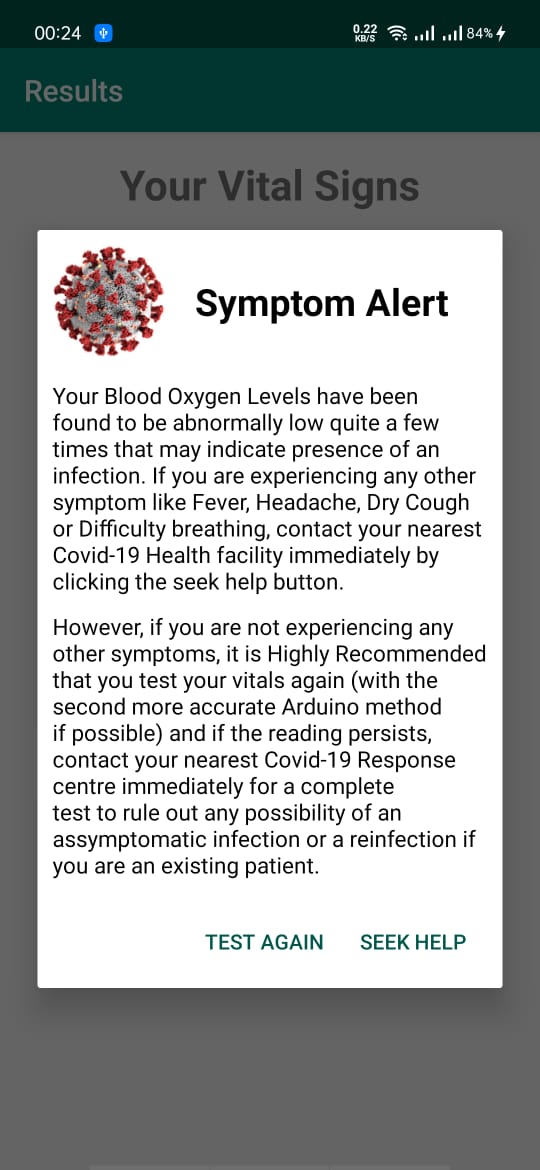 00:24
0.22
KB/S
84%
Results
Your Vital Signs
Symptom Alert
Your Blood Oxygen Levels have been
found to be abnormally low quite a few
times that may indicate presence of an
infection. If you are experiencing any other
symptom like Fever, Headache, Dry Cough
or Difficulty breathing, contact your nearest
Covid-19 Health facility immediately by
clicking the seek help button.
However, if you are not experiencing any
other symptoms, it is Highly Recommended
that you test your vitals again (with the
second more accurate Arduino method
if possible) and if the reading persists,
contact your nearest Covid-19 Response
centre immediately for a complete
test to rule out any possibility of an
assymptomatic infection or a reinfection if
you are an existing patient.
TEST AGAIN SEEK HELP